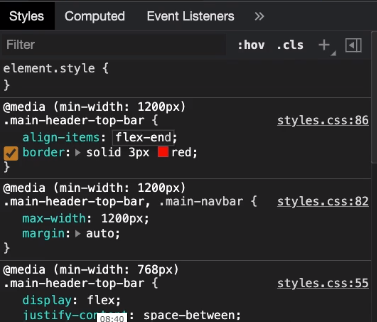 Styles Computed Event Listeners »
Filter :hov .cls +
element.style {
}
@media (min-width: 1200px)
.main-header-top-bar { styles.css:86
align-items: flex-end;
border: solid 3px red;
}
@media (min-width: 1200px)
.main-header-top-bar, .main-navbar { styles.css:82
max-width: 1200px;
margin: auto;
}
@media (min-width: 768px)
.main-header-top-bar { styles.css:55
display: flex;
justify-content: space-between;
08:40